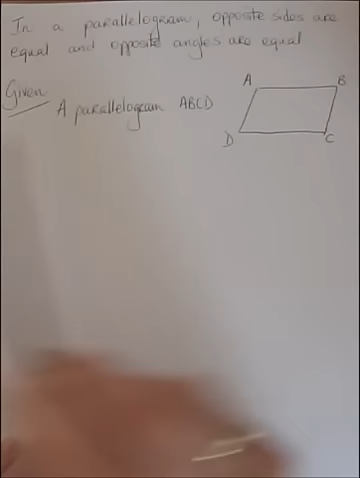 In a parallelogram, opposite sides are
equal and opposite angles are equal
Given
A parallelogram ABCD
A
B
D
C